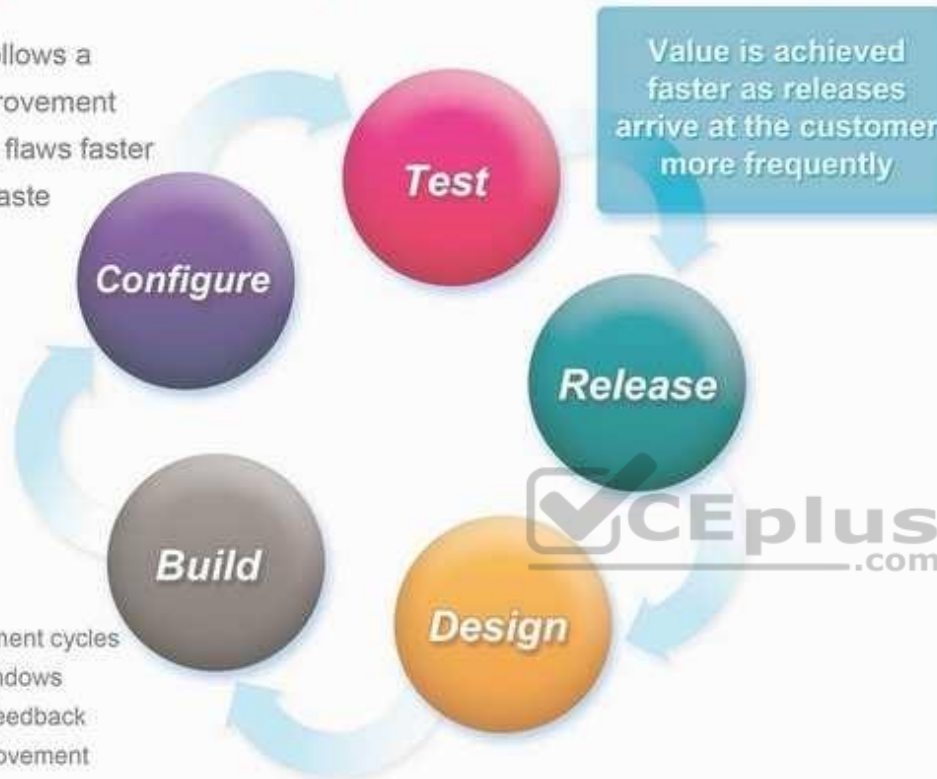 llows a
rovement
flaws faster
aste
Value is achieved
faster as releases
arrive at the customer
more frequently
Test
Configure
Release
Build
Design
CEplus
.com
ment cycles
ndows
eedback
ovement